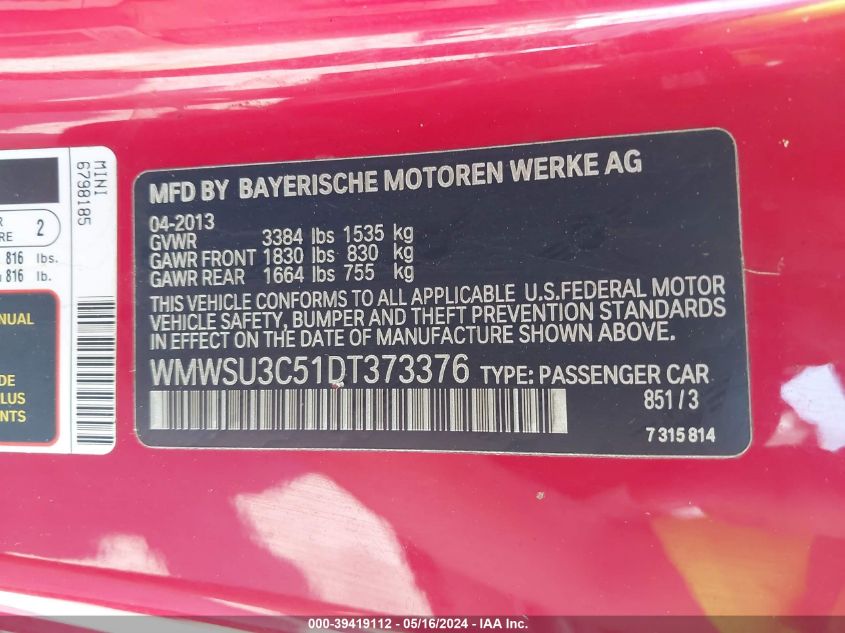 MINI
6798185
2
816 lbs.
816 lb.
MFD BY BAYERISCHE MOTOREN WERKE AG
04-2013
GVWR 3384 lbs 1535 kg
GAWR FRONT 1830 lbs 830 kg
GAWR REAR 1664 lbs 755 kg
THIS VEHICLE CONFORMS TO ALL APPLICABLE U.S.FEDERAL MOTOR
VEHICLE SAFETY, BUMPER AND THEFT PREVENTION STANDARDS
IN EFFECT ON THE DATE OF MANUFACTURE SHOWN ABOVE.
WMWSU3C51DT373376 TYPE: PASSENGER CAR
851 / 3
7 315 814
000-39419112 - 05/16/2024 - IAA Inc.